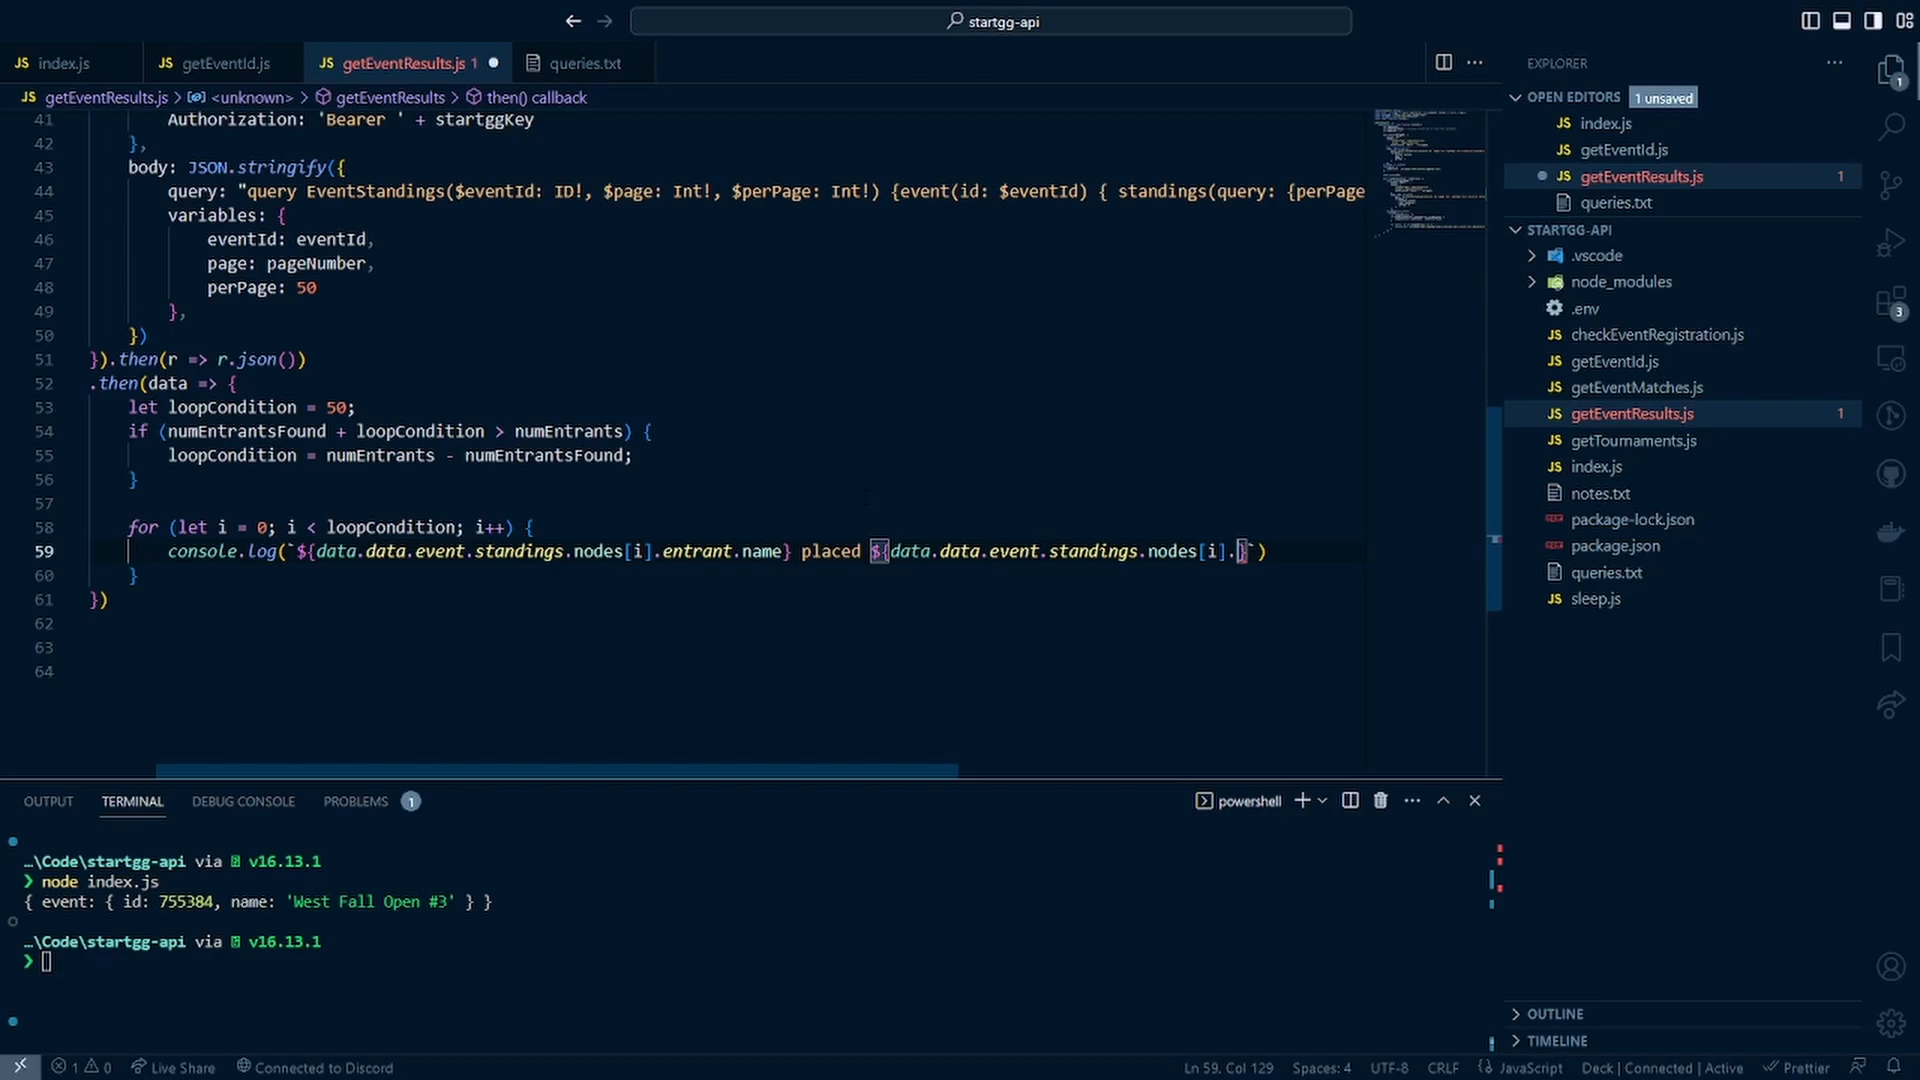 startgg-api
JS index.js
JS getEventId.js
JS getEventResults.js 1
queries.txt
JS getEventResults.js > <unknown> > getEventResults > then() callback
41 Authorization: 'Bearer ' + startggKey
42 },
43 body: JSON.stringify({
44 query: "query EventStandings($eventId: ID!, $page: Int!, $perPage: Int!) {event(id: $eventId) { standings(query: {perPage
45 variables: {
46 eventId: eventId,
47 page: pageNumber,
48 perPage: 50
49 },
50 })
51 }).then(r => r.json())
52 .then(data => {
53 let loopCondition = 50;
54 if (numEntrantsFound + loopCondition > numEntrants) {
55 loopCondition = numEntrants - numEntrantsFound;
56 }
57
58 for (let i = 0; i < loopCondition; i++) {
59 console.log(`${data.data.event.standings.nodes[i].entrant.name} placed ${data.data.event.standings.nodes[i].}`)
60 }
61 })
62
63
64
OUTPUT TERMINAL DEBUG CONSOLE PROBLEMS 1
powershell
…\Code\startgg-api via v16.13.1
❯ node index.js
{ event: { id: 755384, name: 'West Fall Open #3' } }
…\Code\startgg-api via v16.13.1
❯
EXPLORER
OPEN EDITORS 1 unsaved
JS index.js
JS getEventId.js
JS getEventResults.js 1
queries.txt
STARTGG-API
.vscode
node_modules
.env
JS checkEventRegistration.js
JS getEventId.js
JS getEventMatches.js
JS getEventResults.js 1
JS getTournaments.js
JS index.js
notes.txt
package-lock.json
package.json
queries.txt
JS sleep.js
OUTLINE
TIMELINE
1
3
1 0 Live Share Connected to Discord
Ln 59, Col 129 Spaces: 4 UTF-8 CRLF JavaScript Deck | Connected | Active Prettier